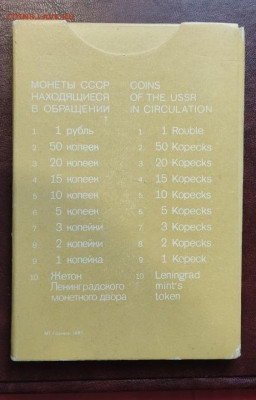 МОНЕТЫ СССР
НАХОДЯЩИЕСЯ
В ОБРАЩЕНИИ
1 1 рубль
2 50 копеек
3 20 копеек
4 15 копеек
5 10 копеек
6 5 копеек
7 3 копейки
8 2 копейки
9 1 копейка
10 Жетон
Ленинградского
монетного двора
COINS
OF THE USSR
IN CIRCULATION
1 1 Rouble
2 50 Kopecks
3 20 Kopecks
4 15 Kopecks
5 10 Kopecks
6 5 Kopecks
7 3 Kopecks
8 2 Kopecks
9 1 Kopeck
10 Leningrad
mint's
token